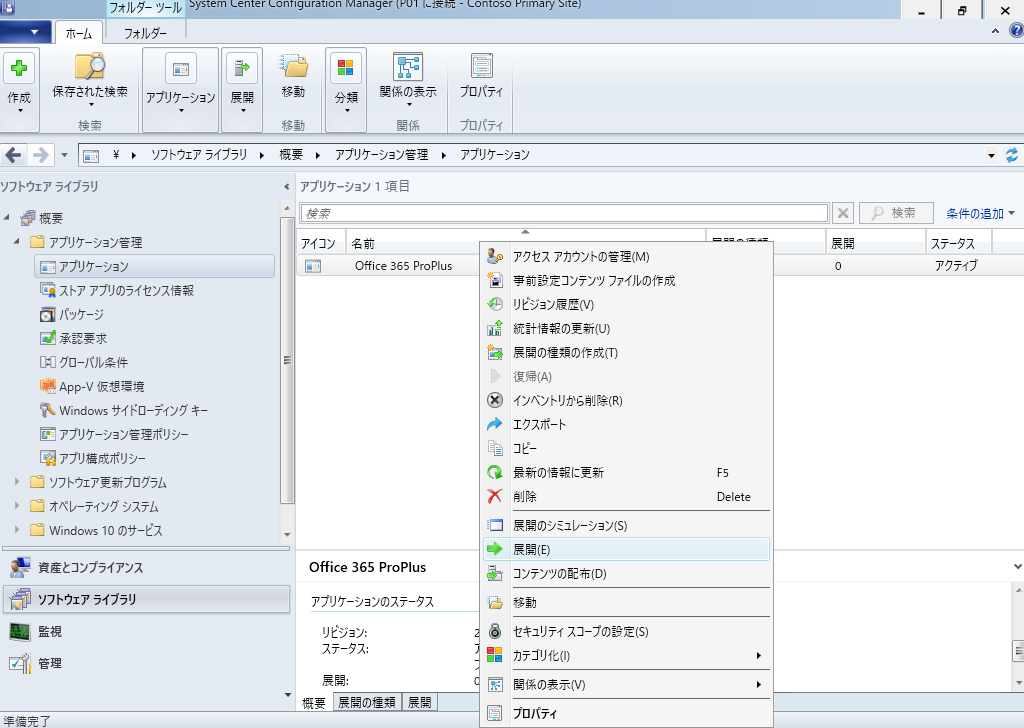 フォルダー ツール
System Center Configuration Manager (P01 に接続 - Contoso Primary Site)
ホーム
フォルダー
作成
保存された検索
アプリケーション
展開
移動
分類
関係の表示
プロパティ
検索
移動
関係
プロパティ
¥
ソフトウェア ライブラリ
概要
アプリケーション管理
アプリケーション
ソフトウェア ライブラリ
アプリケーション 1 項目
検索
検索
条件の追加
概要
アプリケーション管理
アプリケーション
ストア アプリのライセンス情報
パッケージ
承認要求
グローバル条件
App-V 仮想環境
Windows サイドローディング キー
アプリケーション管理ポリシー
アプリ構成ポリシー
ソフトウェア更新プログラム
オペレーティング システム
Windows 10 のサービス
資産とコンプライアンス
ソフトウェア ライブラリ
監視
管理
アイコン
名前
展開の種類
展開
ステータス
Office 365 ProPlus
0
アクティブ
アクセス アカウントの管理(M)
事前設定コンテンツ ファイルの作成
リビジョン履歴(V)
統計情報の更新(U)
展開の種類の作成(T)
復帰(A)
インベントリから削除(R)
エクスポート
コピー
最新の情報に更新 F5
削除 Delete
展開のシミュレーション(S)
展開(E)
コンテンツの配布(D)
移動
セキュリティ スコープの設定(S)
カテゴリ化(I)
関係の表示(V)
プロパティ
Office 365 ProPlus
アプリケーションのステータス
リビジョン:
ステータス:
展開:
概要
展開の種類
展開
準備完了